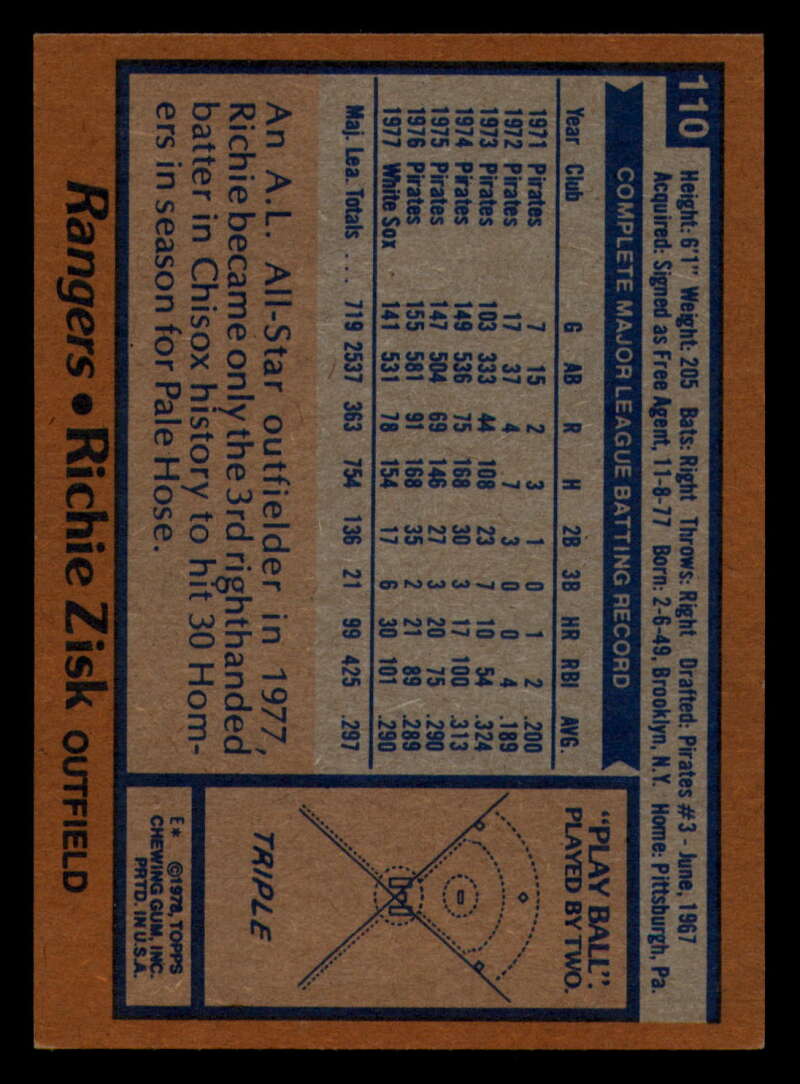 110
Height: 6'1" Weight: 205 Bats: Right Throws: Right Drafted: Pirates #3 - June, 1967
Acquired: Signed as Free Agent, 11-8-77 Born: 2-6-49, Brooklyn, N.Y. Home: Pittsburgh, Pa.
COMPLETE MAJOR LEAGUE BATTING RECORD
Year Club G AB R H 2B 3B HR RBI AVG.
1971 Pirates 7 15 2 3 1 0 1 2 .200
1972 Pirates 17 37 4 7 3 0 0 4 .189
1973 Pirates 103 333 44 108 23 7 10 54 .324
1974 Pirates 149 536 75 168 30 3 17 100 .313
1975 Pirates 147 504 69 146 27 3 20 75 .290
1976 Pirates 155 581 91 168 35 2 21 89 .289
1977 White Sox 141 531 78 154 17 6 30 101 .290
Maj. Lea. Totals ... 719 2537 363 754 136 21 99 425 .297
An A.L. All-Star outfielder in 1977,
Richie became only the 3rd righthanded
batter in Chisox history to hit 30 Hom-
ers in season for Pale Hose.
"PLAY BALL".
PLAYED BY TWO.
TRIPLE
E* ©1978, TOPPS
CHEWING GUM, INC.
PRTD. IN U.S.A.
Rangers • Richie Zisk OUTFIELD